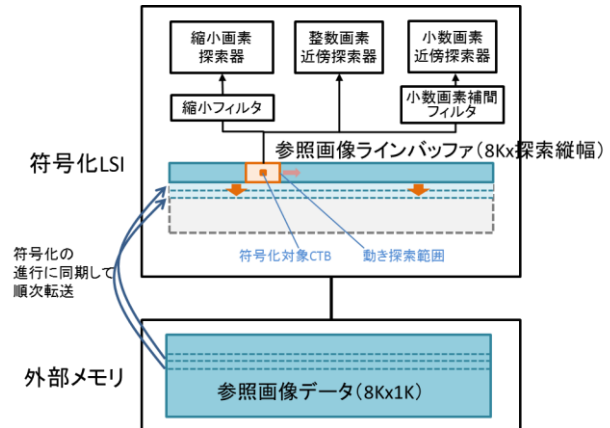 縮小画素
探索器
整数画素
近傍探索器
小数画素
近傍探索器
縮小フィルタ
小数画素補間
フィルタ
参照画像ラインバッファ(8Kx探索縦幅)
符号化LSI
符号化対象CTB
動き探索範囲
符号化の
進行に同期して
順次転送
外部メモリ
参照画像データ(8Kx1K)